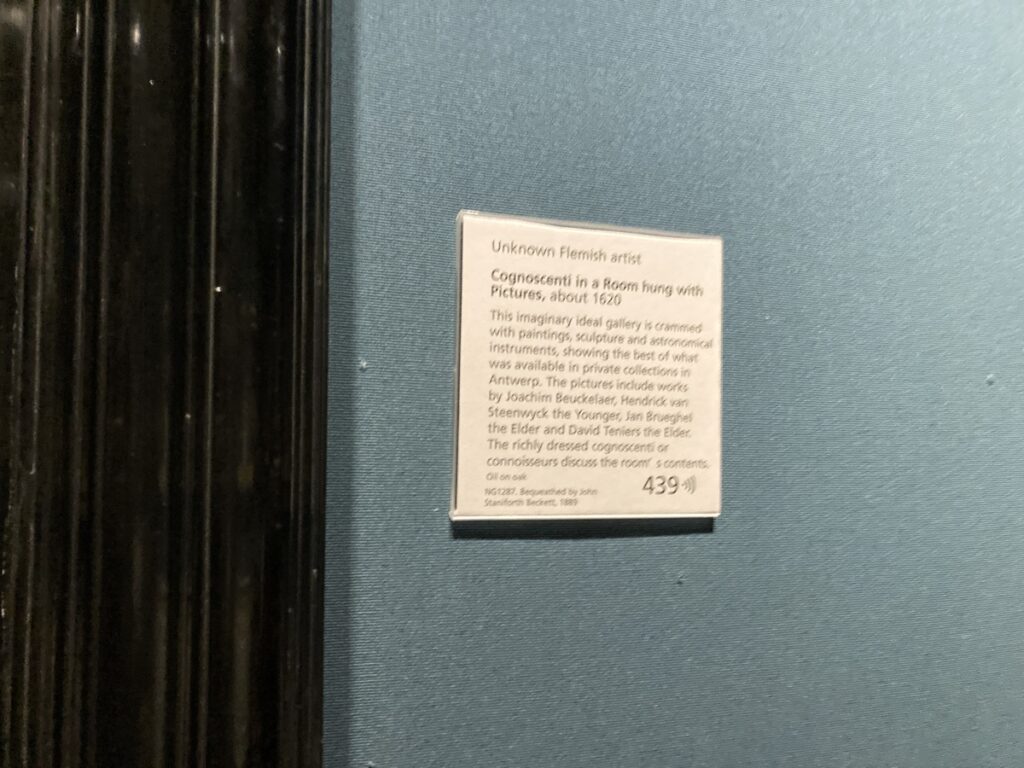 Unknown Flemish artist
Cognoscenti in a Room hung with
Pictures, about 1620
This imaginary ideal gallery is crammed
with paintings, sculpture and astronomical
instruments, showing the best of what
was available in private collections in
Antwerp. The pictures include works
by Joachim Beuckelaer, Hendrick van
Steenwyck the Younger, Jan Brueghel
the Elder and David Teniers the Elder.
The richly dressed cognoscenti or
connoisseurs discuss the room' s contents.
Oil on oak
NG1287. Bequeathed by John
Staniforth Beckett, 1889
439